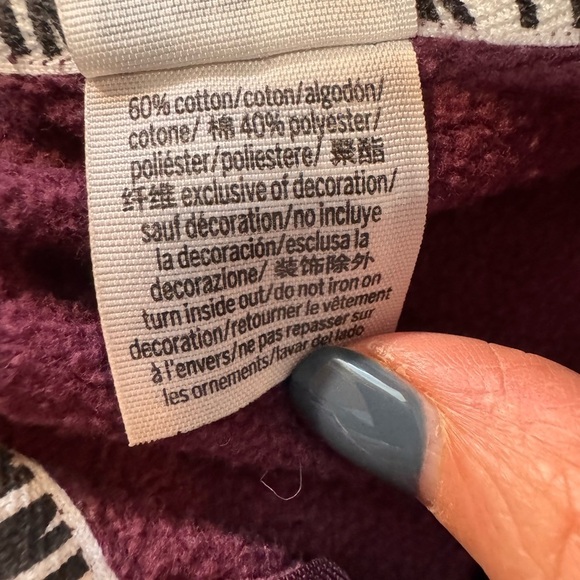 60% cotton/coton/algodón/
cotone/ 棉 40% polyester/
poliéster/poliestere/ 聚酯
纤维 exclusive of decoration/
sauf décoration/no incluye
la decoración/esclusa la
decorazione/ 装饰除外
turn inside out/do not iron on
decoration/retourner le vêtement
à l'envers/ne pas repasser sur
les ornements/lavar del lado